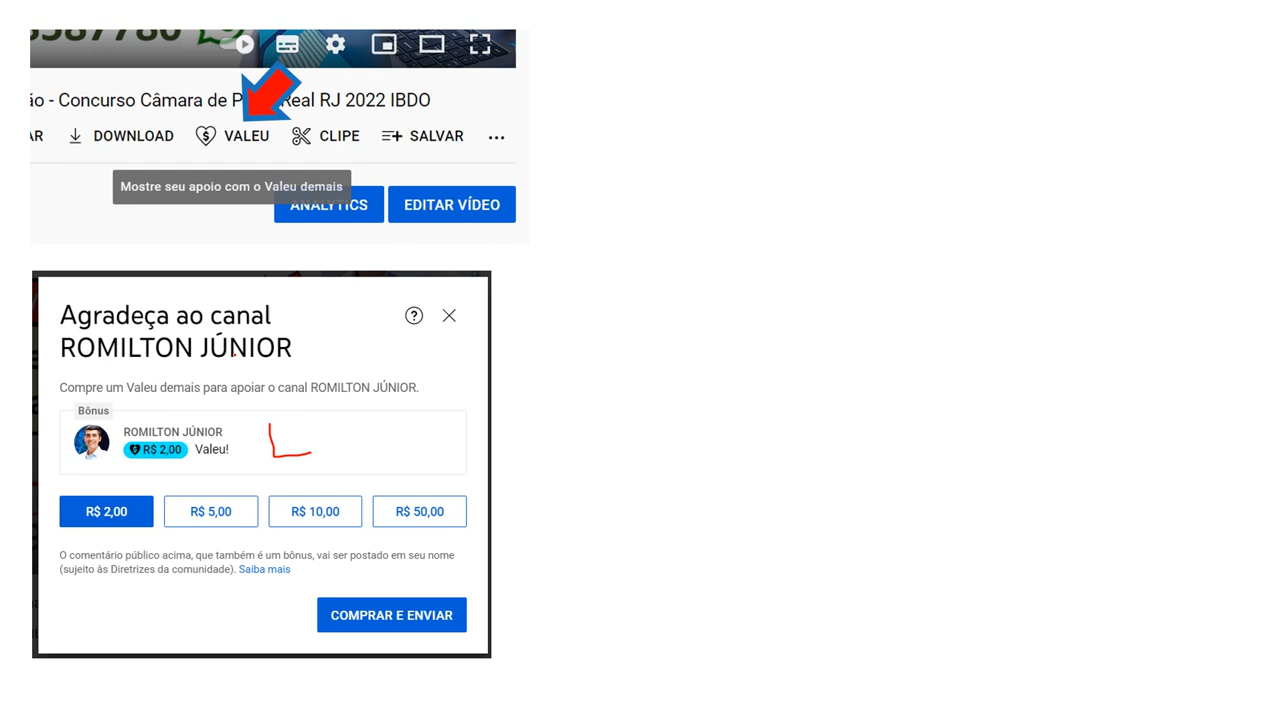 ão - Concurso Câmara de P Real RJ 2022 IBDO
AR DOWNLOAD VALEU CLIPE SALVAR ...
Mostre seu apoio com o Valeu demais
ANALYTICS EDITAR VÍDEO
Agradeça ao canal
ROMILTON JÚNIOR
Compre um Valeu demais para apoiar o canal ROMILTON JÚNIOR.
Bônus
ROMILTON JÚNIOR
R$ 2,00 Valeu!
R$ 2,00 R$ 5,00 R$ 10,00 R$ 50,00
O comentário público acima, que também é um bônus, vai ser postado em seu nome
(sujeito às Diretrizes da comunidade). Saiba mais
COMPRAR E ENVIAR